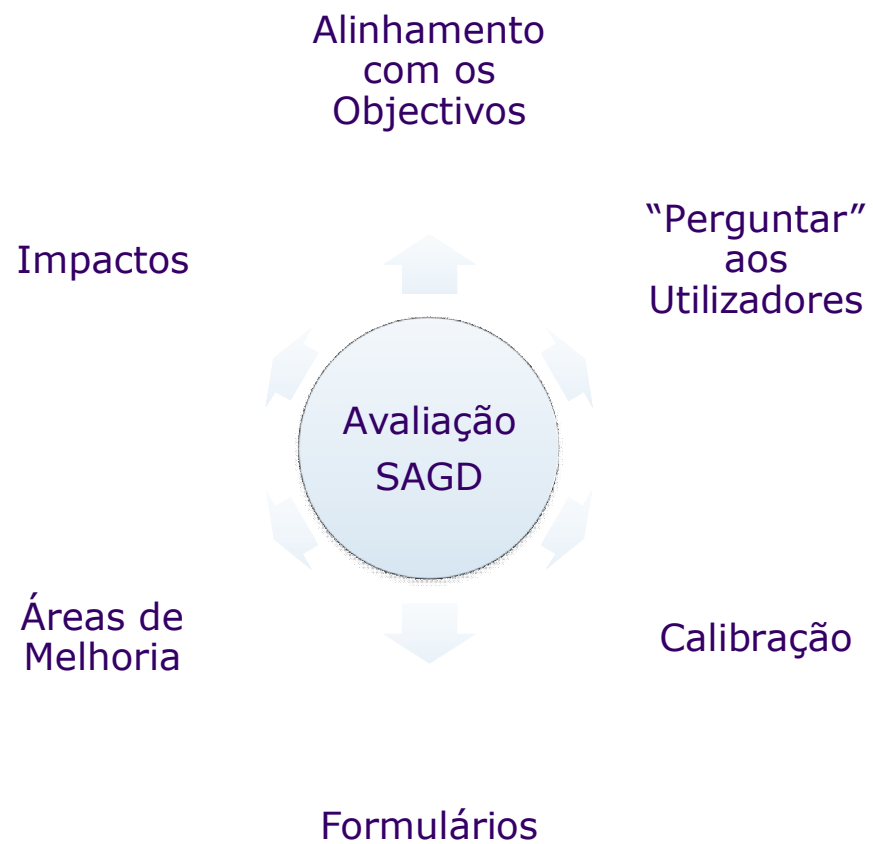 Alinhamento
com os
Objectivos
“Perguntar”
aos
Utilizadores
Impactos
Avaliação
SAGD
Áreas de
Melhoria
Calibração
Formulários